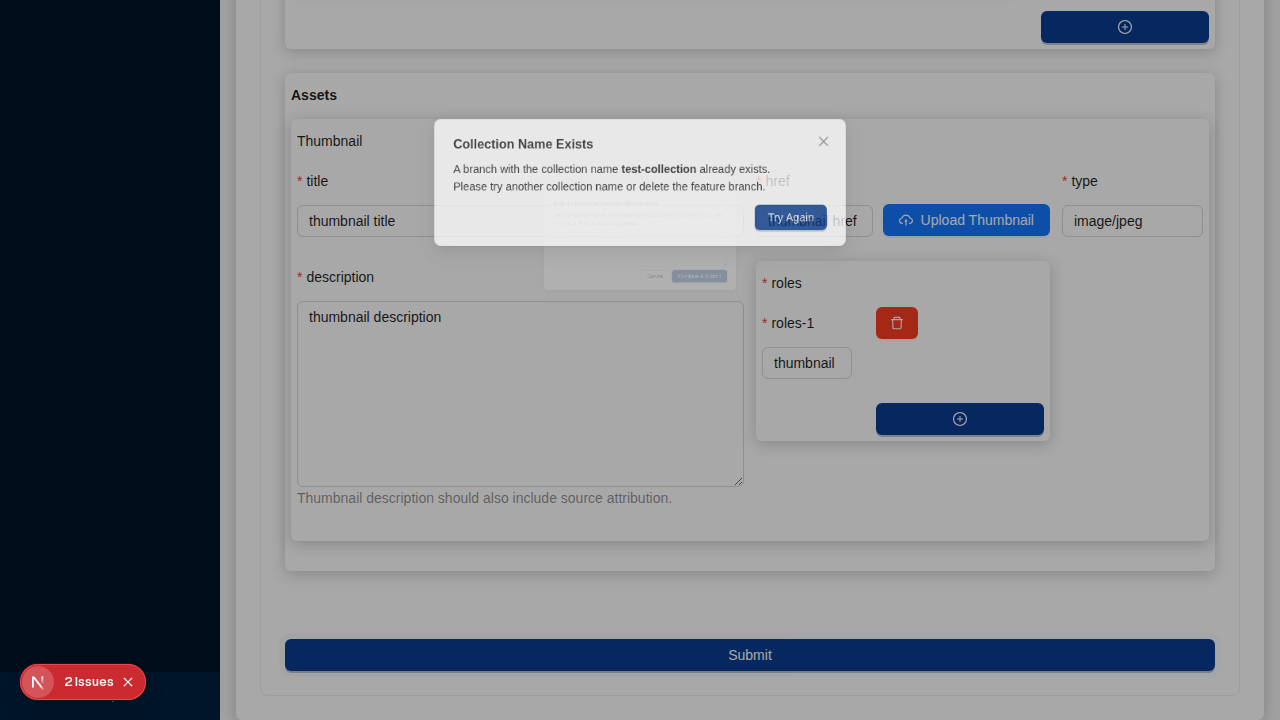 Assets
Thumbnail
Collection Name Exists
A branch with the collection name test-collection already exists.
Please try another collection name or delete the feature branch.
Try Again
* title
* href
* type
thumbnail title
thumbnail href
Upload Thumbnail
image/jpeg
* description
Cancel
thumbnail description
* roles
* roles-1
thumbnail
Thumbnail description should also include source attribution.
Submit
2 Issues